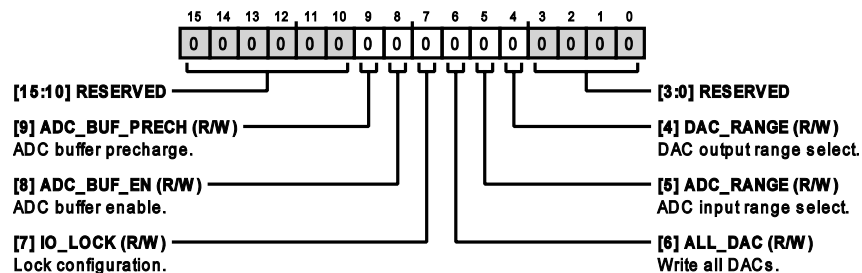 15 14 13 12 11 10 9 8 7 6 5 4 3 2 1 0
0 0 0 0 0 0 0 0 0 0 0 0 0 0 0 0
[15:10] RESERVED
[3:0] RESERVED
[9] ADC_BUF_PRECH (R/W)
ADC buffer precharge.
[4] DAC_RANGE (R/W)
DAC output range select.
[8] ADC_BUF_EN (R/W)
ADC buffer enable.
[5] ADC_RANGE (R/W)
ADC input range select.
[7] IO_LOCK (R/W)
Lock configuration.
[6] ALL_DAC (R/W)
Write all DACs.